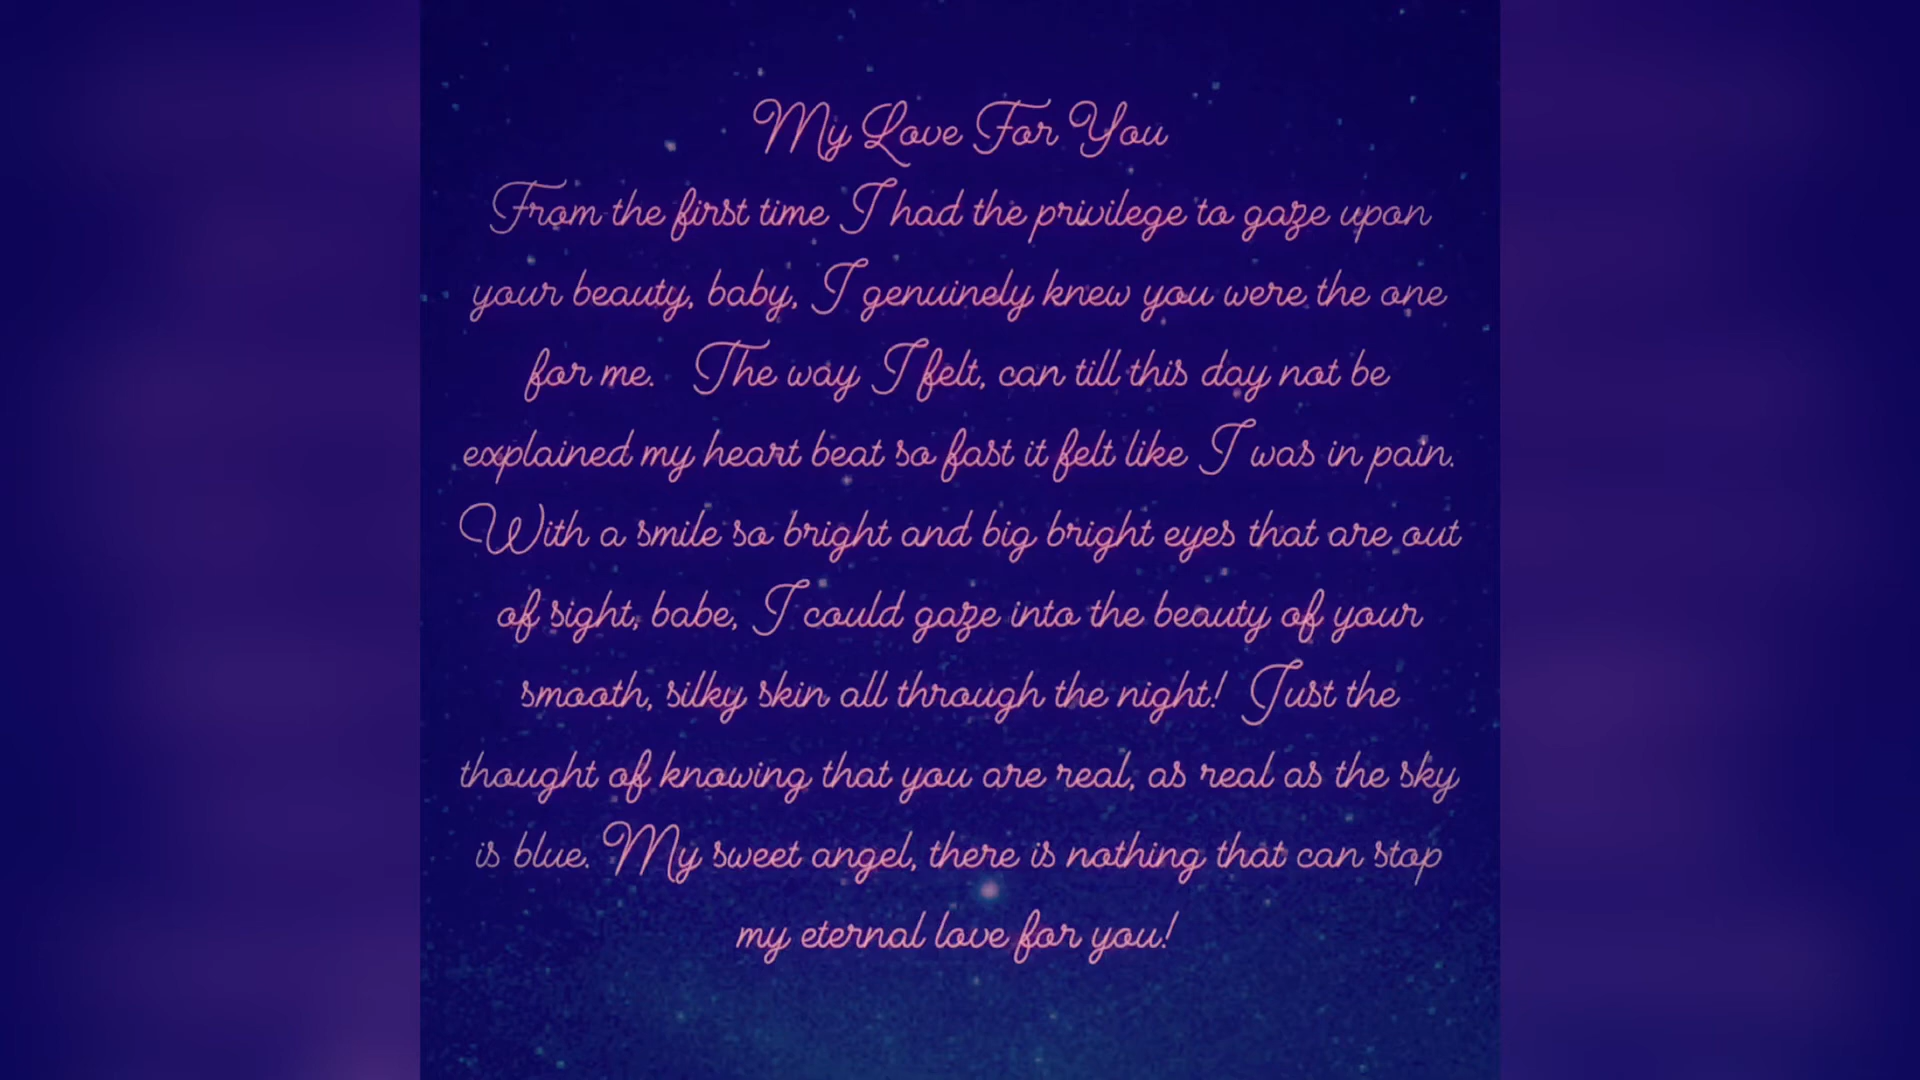 My Love For You
From the first time I had the privilege to gaze upon
your beauty, baby, I genuinely knew you were the one
for me. The way I felt, can till this day not be
explained my heart beat so fast it felt like I was in pain.
With a smile so bright and big bright eyes that are out
of sight, babe, I could gaze into the beauty of your
smooth, silky skin all through the night! Just the
thought of knowing that you are real, as real as the sky
is blue. My sweet angel, there is nothing that can stop
my eternal love for you!